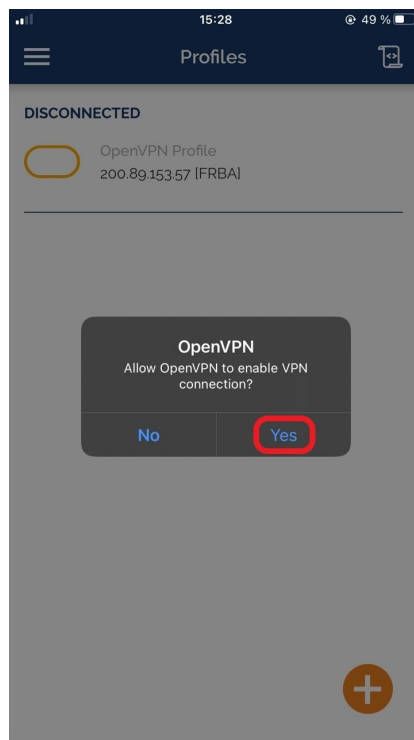 15:28
49 %
Profiles
DISCONNECTED
OpenVPN Profile
200.89.153.57 [FRBA]
OpenVPN
Allow OpenVPN to enable VPN
connection?
No
Yes